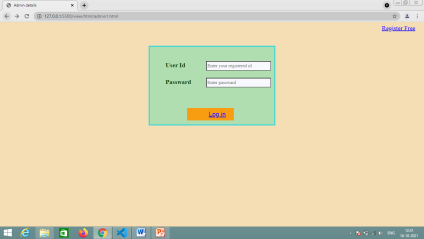 Admin details
127.0.0.1:5500/view/html/admin1.html
Register Free
User Id
Enter your registered id
Password
Enter password
Log in
ENG